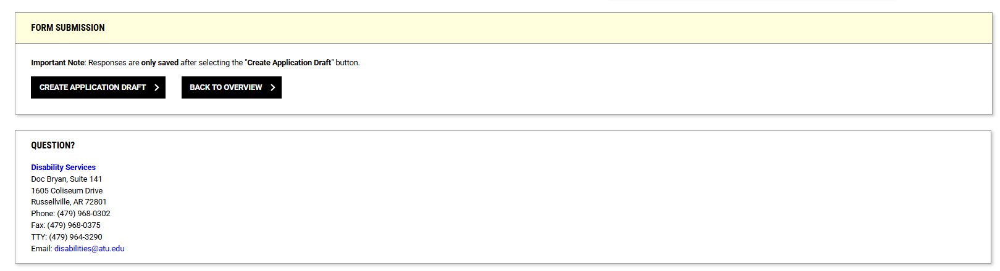 FORM SUBMISSION
Important Note: Responses are only saved after selecting the "Create Application Draft" button.
CREATE APPLICATION DRAFT
BACK TO OVERVIEW
QUESTION?
Disability Services
Doc Bryan, Suite 141
1605 Coliseum Drive
Russellville, AR 72801
Phone: (479) 968-0302
Fax: (479) 968-0375
TTY: (479) 964-3290
Email: disabilities@atu.edu